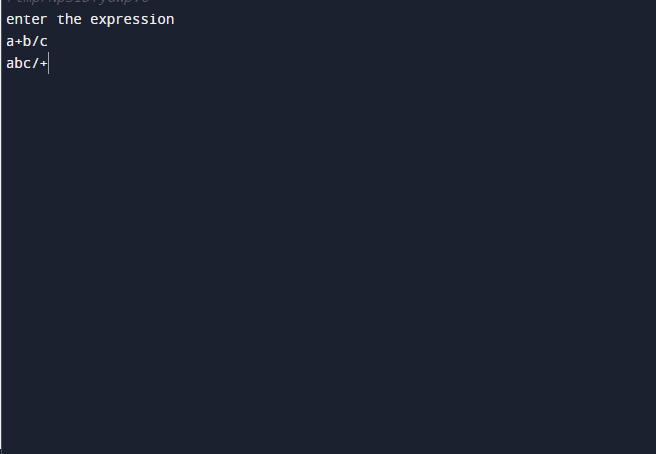 enter the expression
a+b/c
abc/+